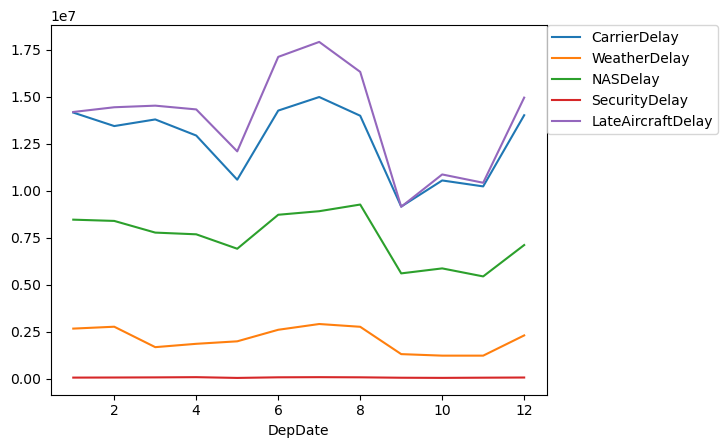 1e7
CarrierDelay
WeatherDelay
NASDelay
SecurityDelay
LateAircraftDelay
1.75
1.50
1.25
1.00
0.75
0.50
0.25
0.00
2 4 6 8 10 12
DepDate